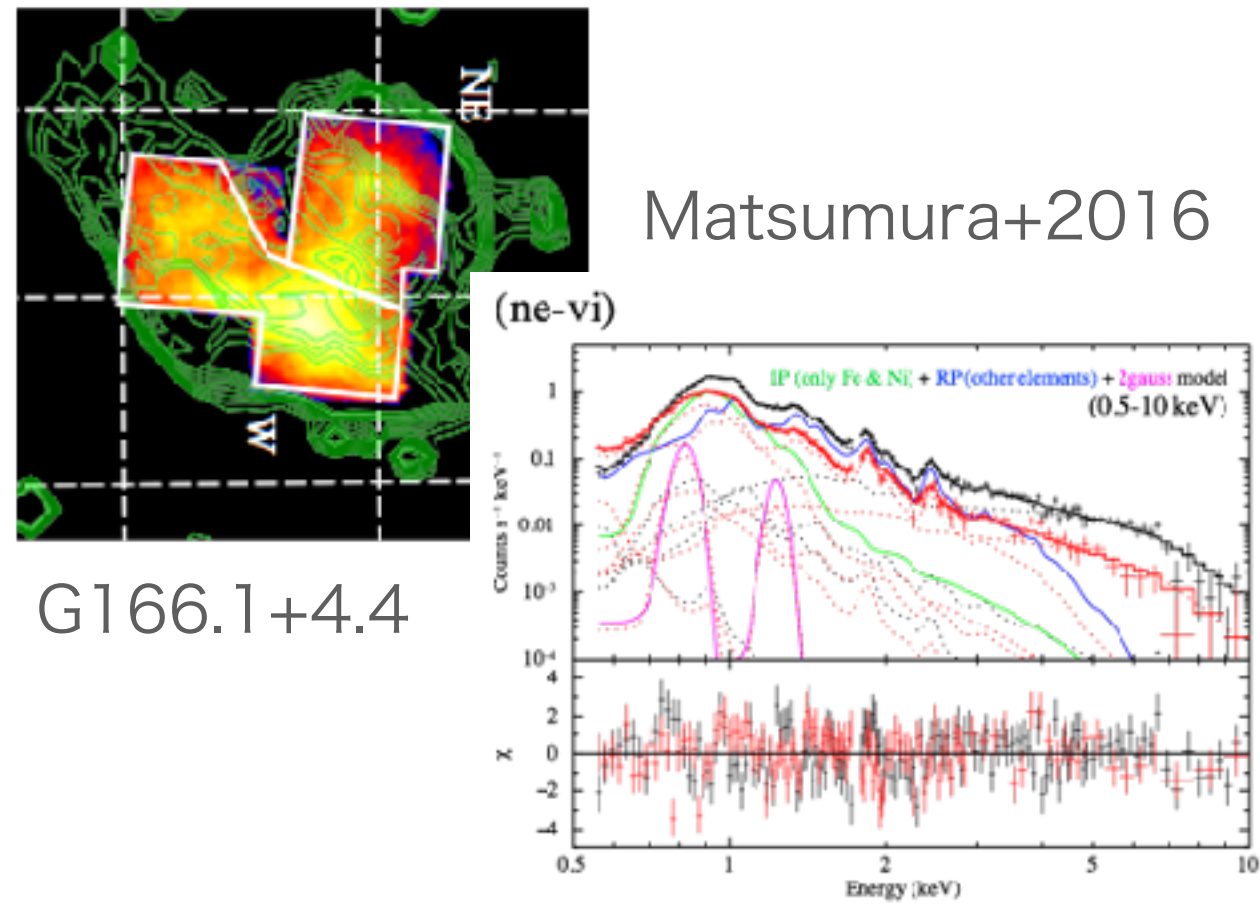 NE
W
Matsumura+2016
G166.1+4.4
(ne-vi)
IP (only Fe & Ni) + RP (other elements) + 2gauss model
(0.5-10 keV)
Counts s⁻¹ keV⁻¹
1
0.1
0.01
10⁻³
10⁻⁴
χ
4
2
0
−2
−4
0.5 1 2 5 10
Energy (keV)